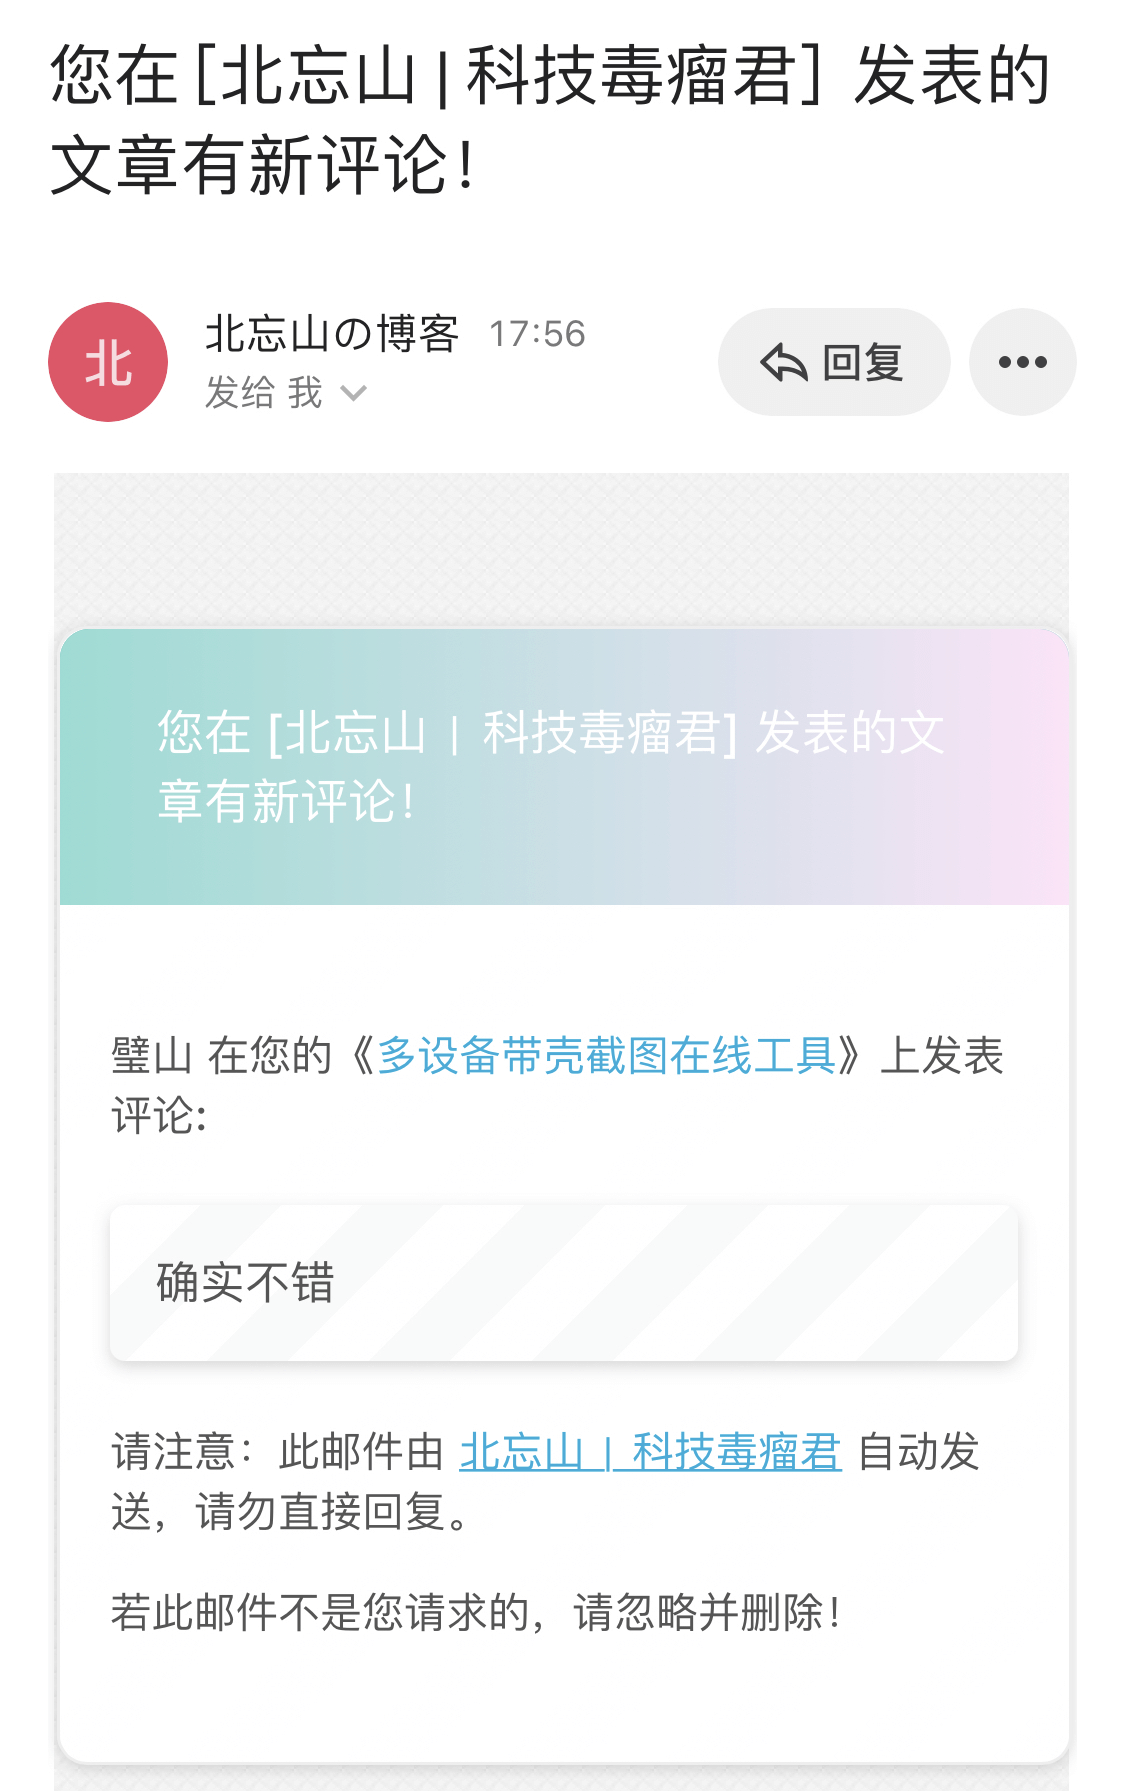 您在[北忘山 | 科技毒瘤君] 发表的
文章有新评论！
北
北忘山の博客 17:56
回复
发给 我
您在 [北忘山 | 科技毒瘤君] 发表的文
章有新评论！
璧山 在您的《多设备带壳截图在线工具》上发表
评论:
确实不错
请注意：此邮件由 北忘山 | 科技毒瘤君 自动发
送，请勿直接回复。
若此邮件不是您请求的，请忽略并删除！